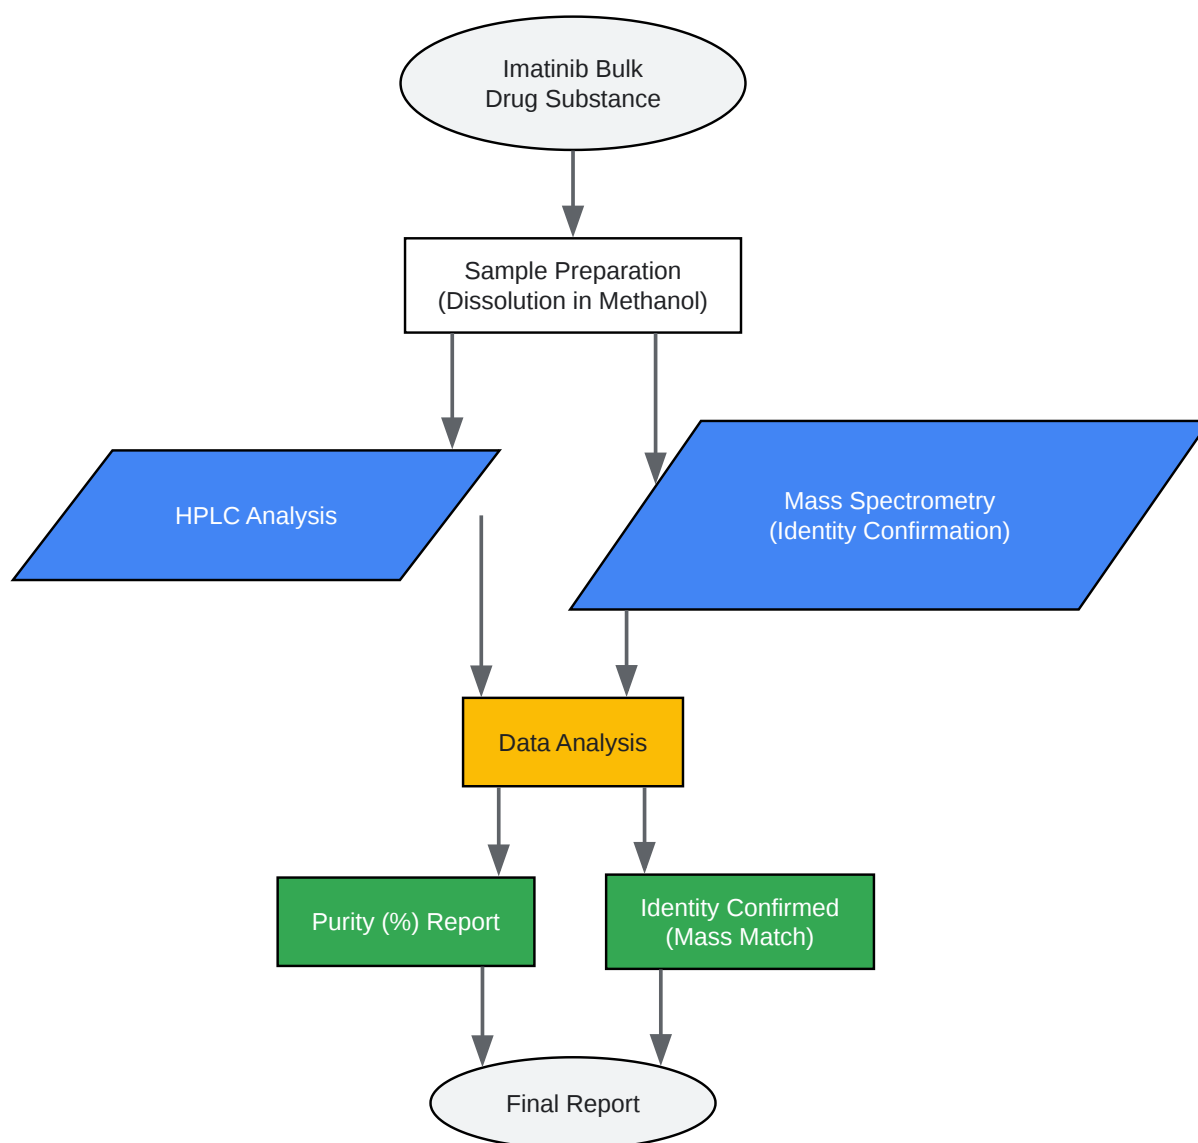 Imatinib Bulk
Drug Substance
Sample Preparation
(Dissolution in Methanol)
HPLC Analysis
Mass Spectrometry
(Identity Confirmation)
Data Analysis
Purity (%) Report
Identity Confirmed
(Mass Match)
Final Report